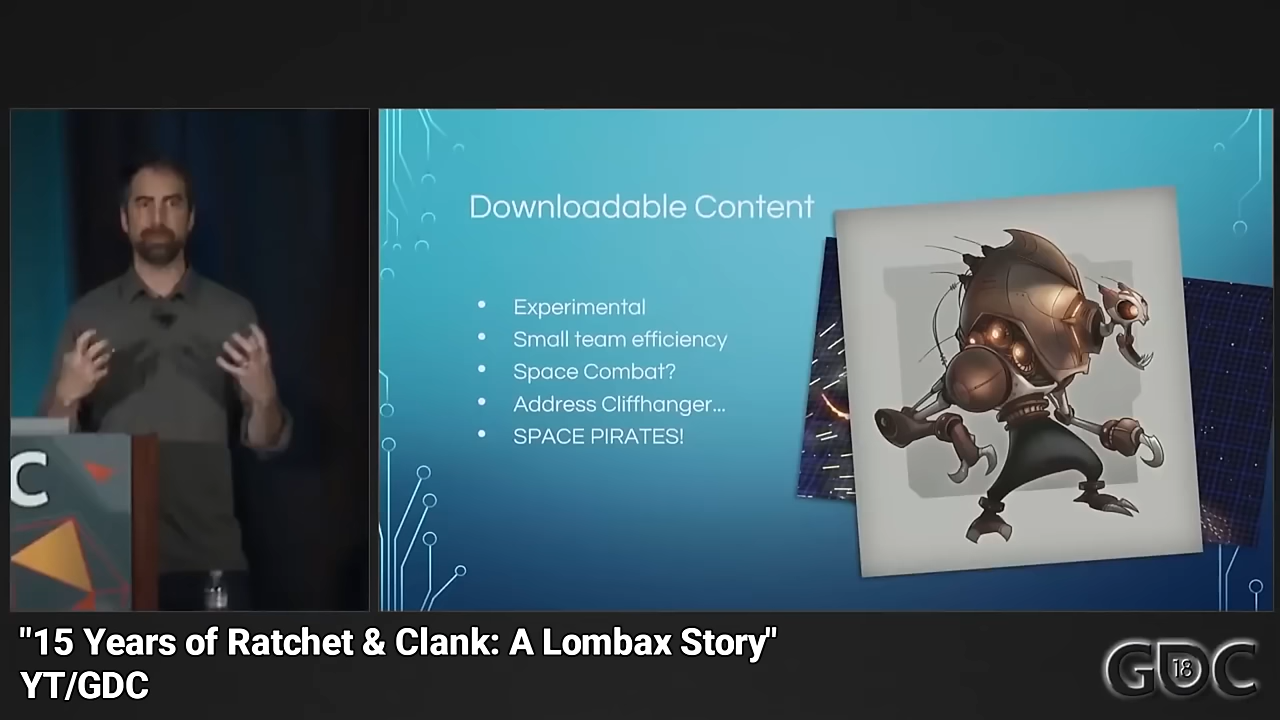 Downloadable Content
• Experimental
• Small team efficiency
• Space Combat?
• Address Cliffhanger...
• SPACE PIRATES!
C
"15 Years of Ratchet & Clank: A Lombax Story"
YT/GDC
GDC
18